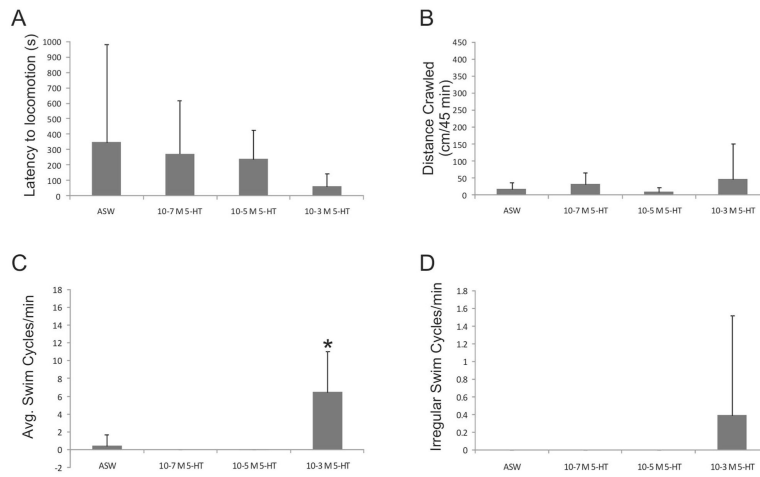 A
Latency to locomotion (s)
1000
900
800
700
600
500
400
300
200
100
0
ASW
10-7 M 5-HT
10-5 M 5-HT
10-3 M 5-HT
B
Distance Crawled
(cm/45 min)
450
400
350
300
250
200
150
100
50
0
ASW
10-7 M 5-HT
10-5 M 5-HT
10-3 M 5-HT
C
Avg. Swim Cycles/min
18
16
14
12
10
8
6
4
2
0
-2
*
ASW
10-7 M 5-HT
10-5 M 5-HT
10-3 M 5-HT
D
Irregular Swim Cycles/min
1.8
1.6
1.4
1.2
1
0.8
0.6
0.4
0.2
0
ASW
10-7 M 5-HT
10-5 M 5-HT
10-3 M 5-HT